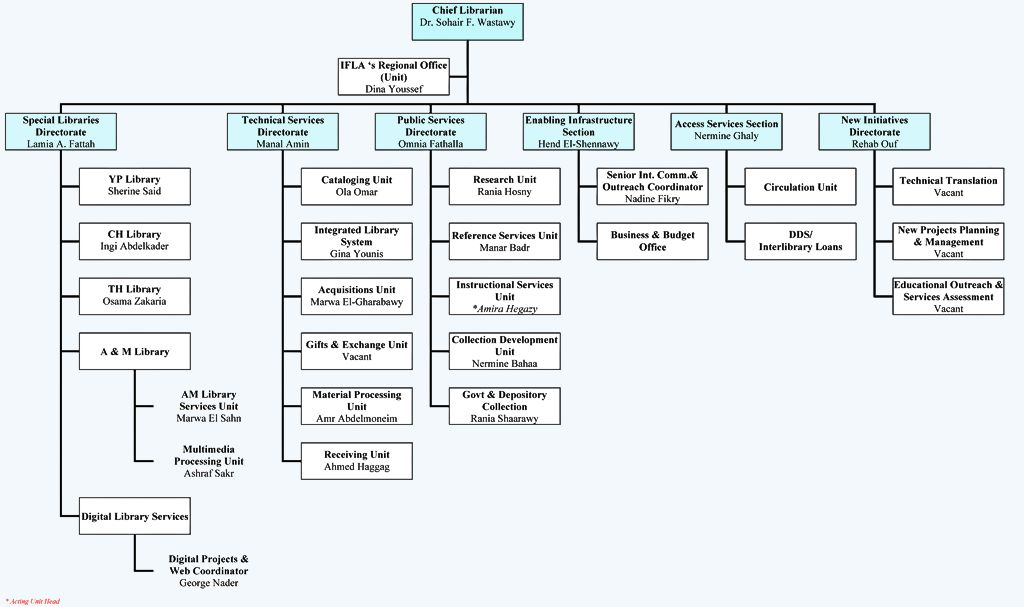 Chief Librarian
Dr. Sohair F. Wastawy
IFLA 's Regional Office
(Unit)
Dina Youssef
Special Libraries
Directorate
Lamia A. Fattah
Technical Services
Directorate
Manal Amin
Public Services
Directorate
Omnia Fathalla
Enabling Infrastructure
Section
Hend El-Shennawy
Access Services Section
Nermine Ghaly
New Initiatives
Directorate
Rehab Ouf
YP Library
Sherine Said
CH Library
Ingi Abdelkader
TH Library
Osama Zakaria
A & M Library
AM Library
Services Unit
Marwa El Sahn
Multimedia
Processing Unit
Ashraf Sakr
Digital Library Services
Digital Projects &
Web Coordinator
George Nader
Cataloging Unit
Ola Omar
Integrated Library
System
Gina Younis
Acquisitions Unit
Marwa El-Gharabawy
Gifts & Exchange Unit
Vacant
Material Processing
Unit
Amr Abdelmoneim
Receiving Unit
Ahmed Haggag
Research Unit
Rania Hosny
Reference Services Unit
Manar Badr
Instructional Services
Unit
*Amira Hegazy
Collection Development
Unit
Nermine Bahaa
Govt & Depository
Collection
Rania Shaarawy
Senior Int. Comm.&
Outreach Coordinator
Nadine Fikry
Business & Budget
Office
Circulation Unit
DDS/
Interlibrary Loans
Technical Translation
Vacant
New Projects Planning
& Management
Vacant
Educational Outreach &
Services Assessment
Vacant
* Acting Unit Head